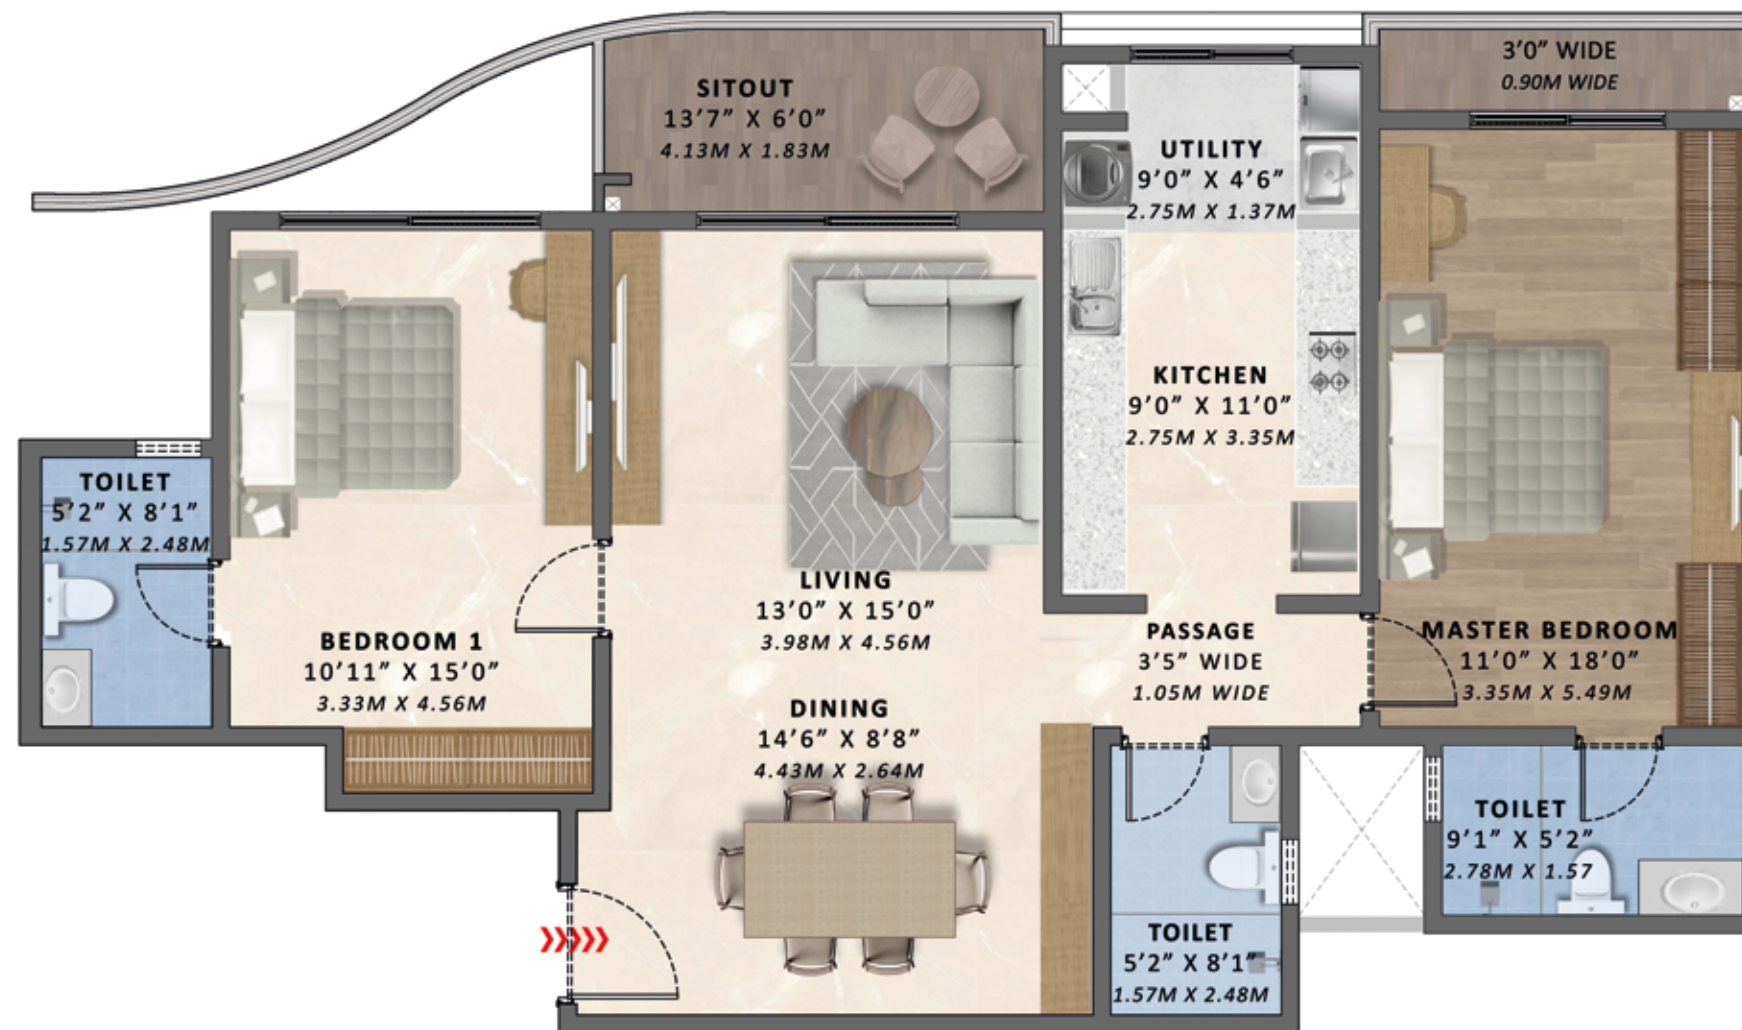 SITOUT
13’7” X 6’0”
4.13M X 1.83M
3’0” WIDE
0.90M WIDE
UTILITY
9’0” X 4’6”
2.75M X 1.37M
KITCHEN
9’0” X 11’0”
2.75M X 3.35M
TOILET
5’2” X 8’1”
1.57M X 2.48M
LIVING
13’0” X 15’0”
3.98M X 4.56M
BEDROOM 1
10’11” X 15’0”
3.33M X 4.56M
PASSAGE
3’5” WIDE
1.05M WIDE
MASTER BEDROOM
11’0” X 18’0”
3.35M X 5.49M
DINING
14’6” X 8’8”
4.43M X 2.64M
TOILET
9’1” X 5’2”
2.78M X 1.57
TOILET
5’2” X 8’1”
1.57M X 2.48M